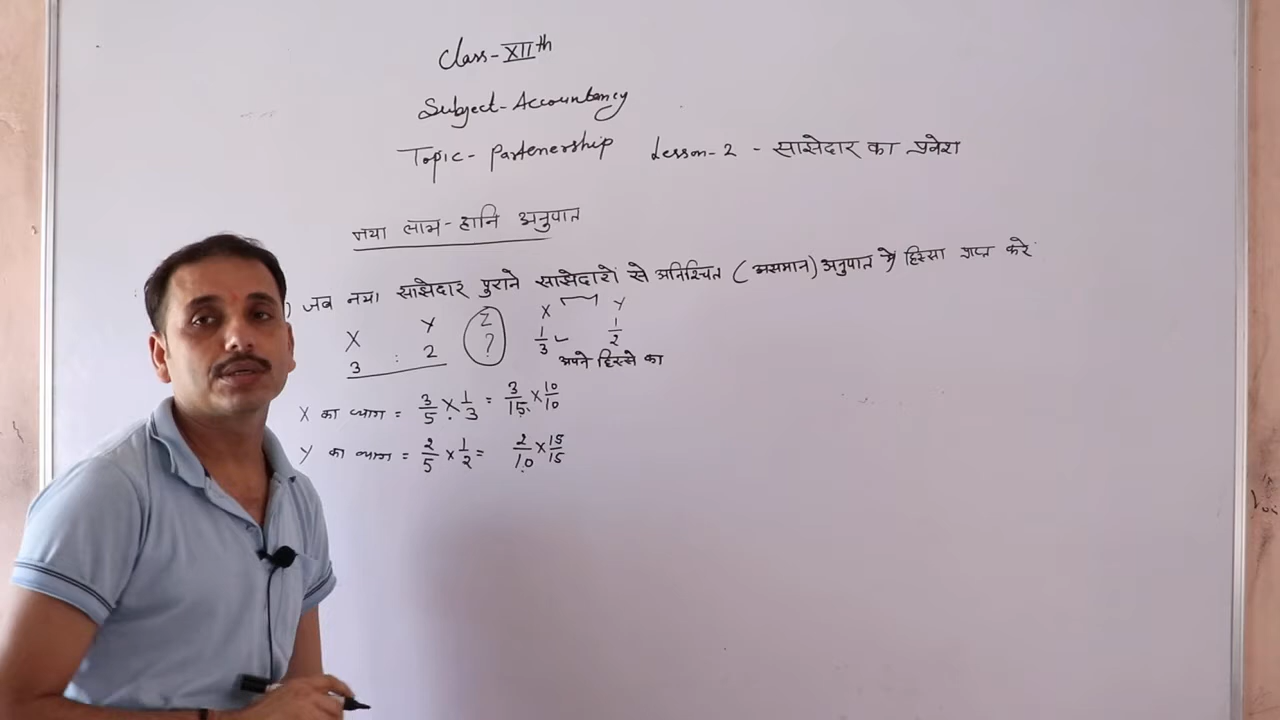 Class-XIIth
Subject-Accountency
Topic- Partenership Lesson-2 - साझेदार का प्रवेश
नया लाभ-हानि अनुपात
) जब नया साझेदार पुराने साझेदारो से अनिश्चित (असमान) अनुपात मे हिस्सा प्राप्त करे
X Y Z X Y
3 : 2 ? 1/3 1/2
अपने हिस्से का
X का त्याग = 3/5 × 1/3 = 3/15 × 10/10
Y का त्याग = 2/5 × 1/2 = 2/10 × 15/15